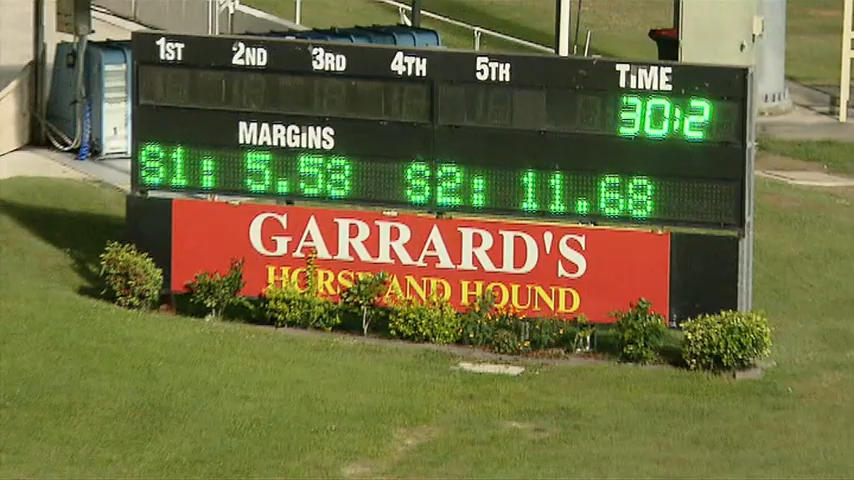 1ST 2ND 3RD 4TH 5TH TIME
30:2
MARGINS
S1: 5.58 S2: 11.68
GARRARD'S
HORSE AND HOUND